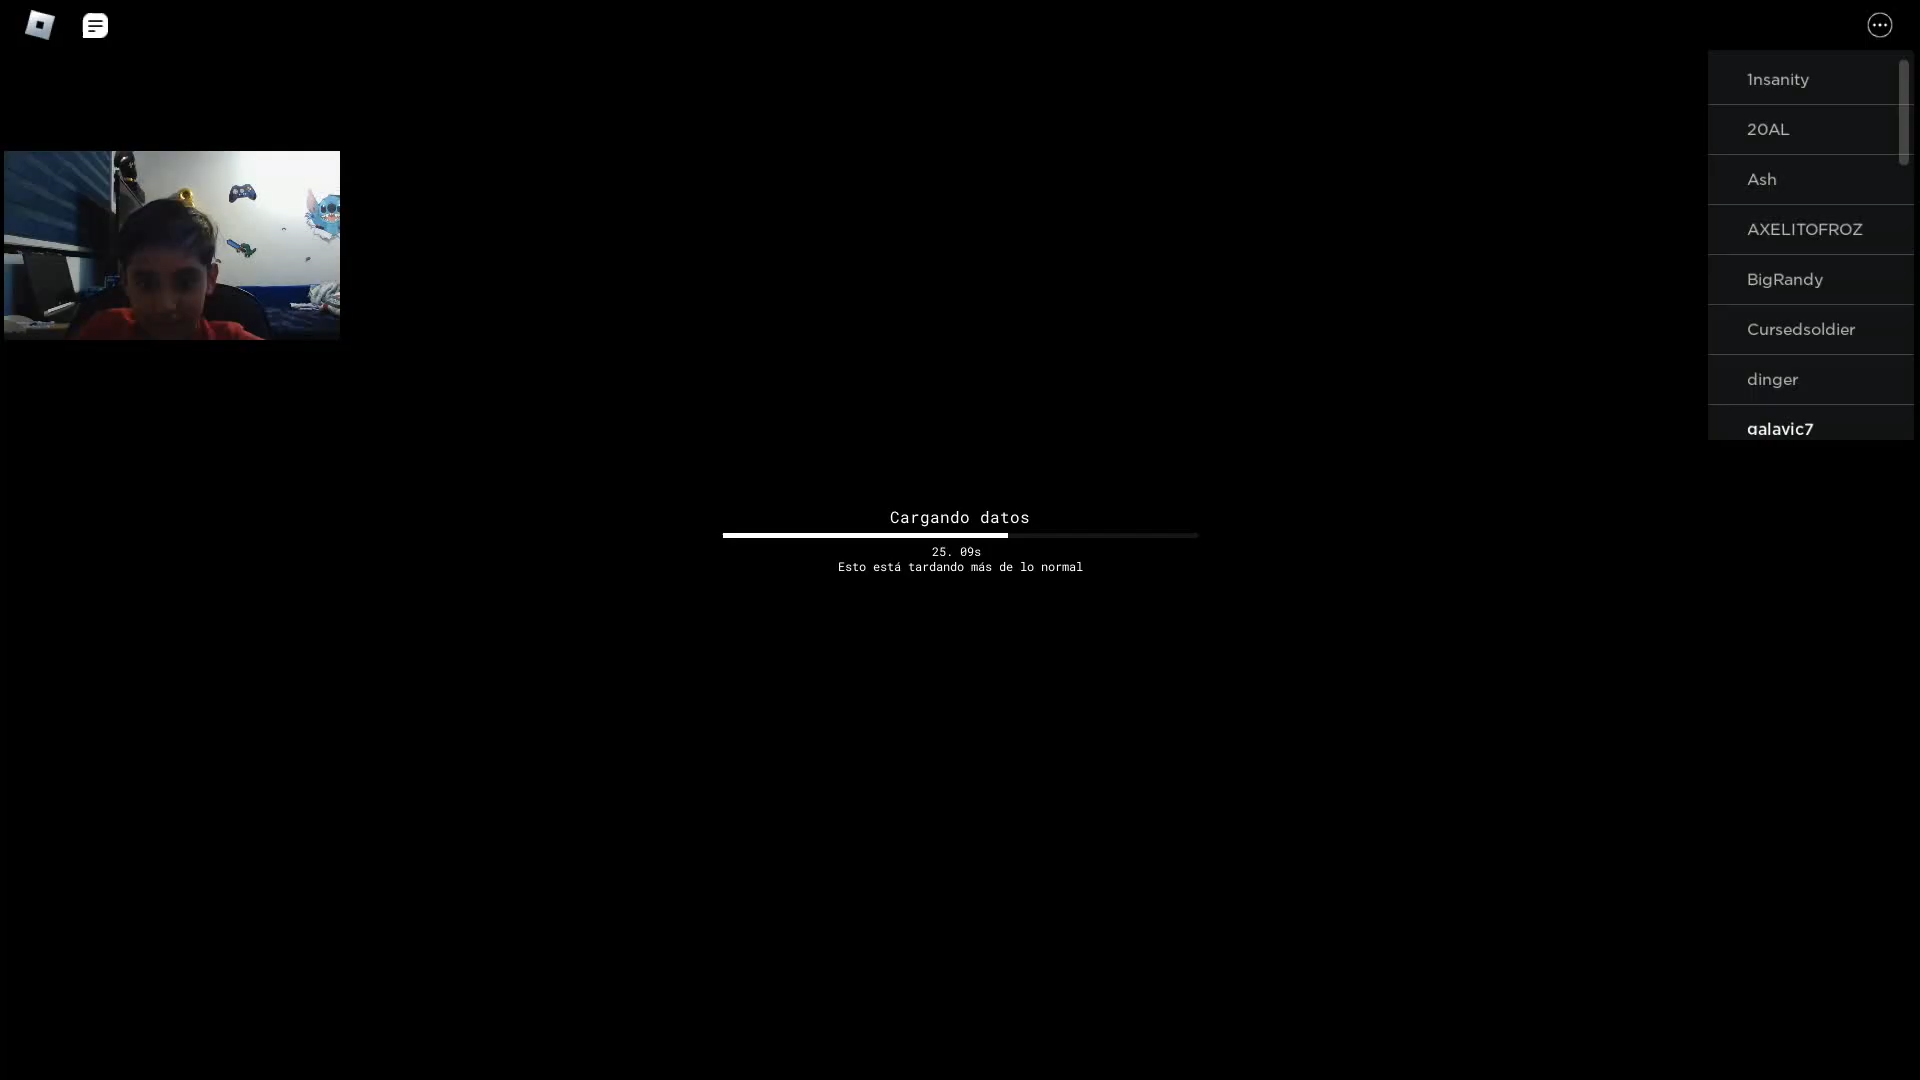 1nsanity
20AL
Ash
AXELITOFROZ
BigRandy
Cursedsoldier
dinger
galavic7
Cargando datos
25. 09s
Esto está tardando más de lo normal